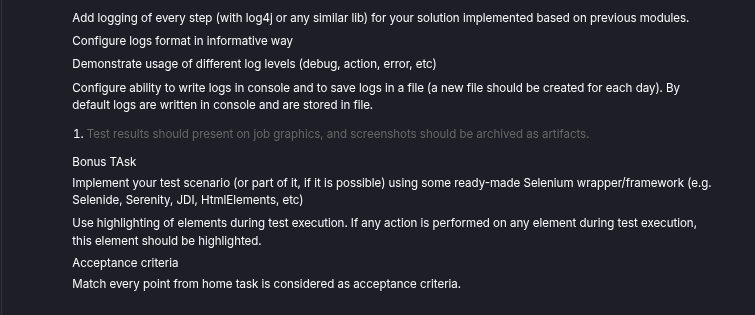 Add logging of every step (with log4j or any similar lib) for your solution implemented based on previous modules.
Configure logs format in informative way
Demonstrate usage of different log levels (debug, action, error, etc)
Configure ability to write logs in console and to save logs in a file (a new file should be created for each day). By
default logs are written in console and are stored in file.
1. Test results should present on job graphics, and screenshots should be archived as artifacts.
Bonus TAsk
Implement your test scenario (or part of it, if it is possible) using some ready-made Selenium wrapper/framework (e.g.
Selenide, Serenity, JDI, HtmlElements, etc)
Use highlighting of elements during test execution. If any action is performed on any element during test execution,
this element should be highlighted.
Acceptance criteria
Match every point from home task is considered as acceptance criteria.